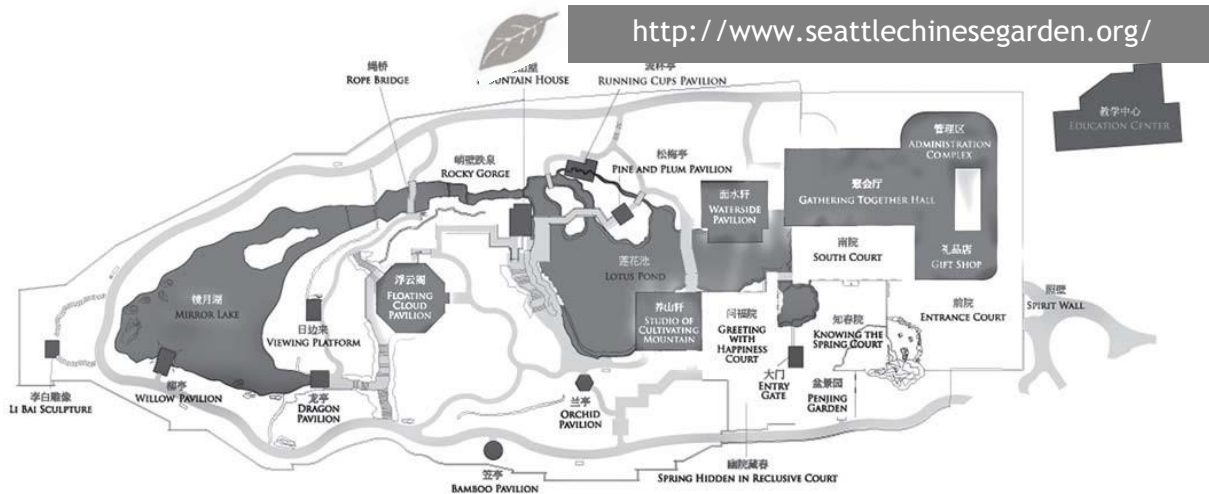 http://www.seattlechinesegarden.org/
绳桥
ROPE BRIDGE
MOUNTAIN HOUSE
流杯亭
RUNNING CUPS PAVILION
教学中心
EDUCATION CENTER
管理区
ADMINISTRATION
COMPLEX
峭壁跌泉
ROCKY GORGE
松梅亭
PINE AND PLUM PAVILION
面水轩
WATERSIDE
PAVILION
聚会厅
GATHERING TOGETHER HALL
南院
SOUTH COURT
礼品店
GIFT SHOP
莲花池
LOTUS POND
浮云阁
FLOATING
CLOUD
PAVILION
镜月湖
MIRROR LAKE
日边来
VIEWING PLATFORM
养山轩
STUDIO OF
CULTIVATING
MOUNTAIN
问福院
GREETING
WITH
HAPPINESS
COURT
知春院
KNOWING THE
SPRING COURT
前院
ENTRANCE COURT
照壁
SPIRIT WALL
大门
ENTRY
GATE
盆景园
PENJING
GARDEN
李白雕像
LI BAI SCULPTURE
柳亭
WILLOW PAVILION
龙亭
DRAGON
PAVILION
兰亭
ORCHID
PAVILION
笠亭
BAMBOO PAVILION
幽院藏春
SPRING HIDDEN IN RECLUSIVE COURT